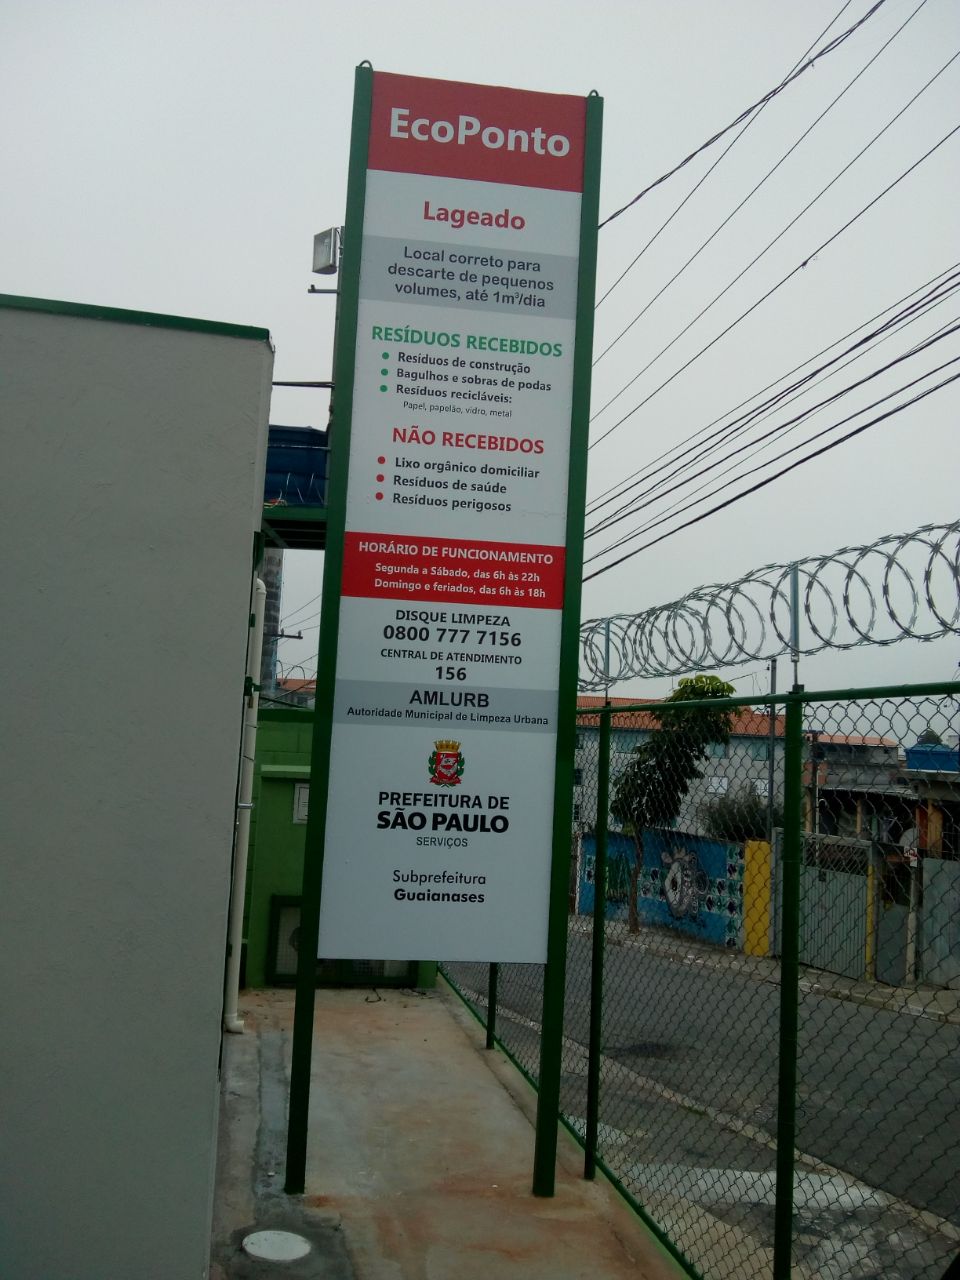 EcoPonto
Lageado
Local correto para
descarte de pequenos
volumes, até 1m³/dia
RESÍDUOS RECEBIDOS
• Resíduos de construção
• Bagulhos e sobras de podas
• Resíduos recicláveis:
Papel, papelão, vidro, metal
NÃO RECEBIDOS
• Lixo orgânico domiciliar
• Resíduos de saúde
• Resíduos perigosos
HORÁRIO DE FUNCIONAMENTO
Segunda a Sábado, das 6h às 22h
Domingo e feriados, das 6h às 18h
DISQUE LIMPEZA
0800 777 7156
CENTRAL DE ATENDIMENTO
156
AMLURB
Autoridade Municipal de Limpeza Urbana
PREFEITURA DE
SÃO PAULO
SERVIÇOS
Subprefeitura
Guaianases